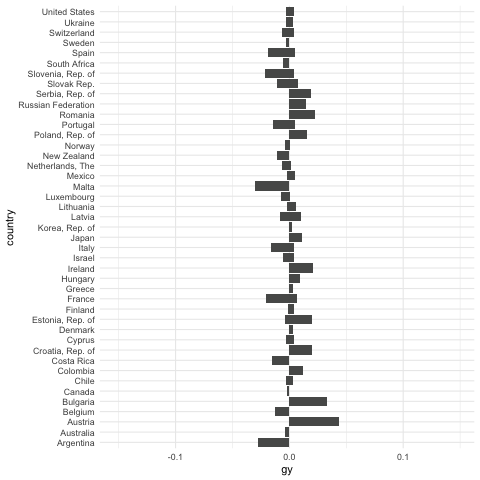 United States
Ukraine
Switzerland
Sweden
Spain
South Africa
Slovenia, Rep. of
Slovak Rep.
Serbia, Rep. of
Russian Federation
Romania
Portugal
Poland, Rep. of
Norway
New Zealand
Netherlands, The
Mexico
Malta
Luxembourg
Lithuania
Latvia
Korea, Rep. of
Japan
Italy
Israel
Ireland
Hungary
Greece
France
Finland
Estonia, Rep. of
Denmark
Cyprus
Croatia, Rep. of
Costa Rica
Colombia
Chile
Canada
Bulgaria
Belgium
Austria
Australia
Argentina
country
-0.1 0.0 0.1
gy